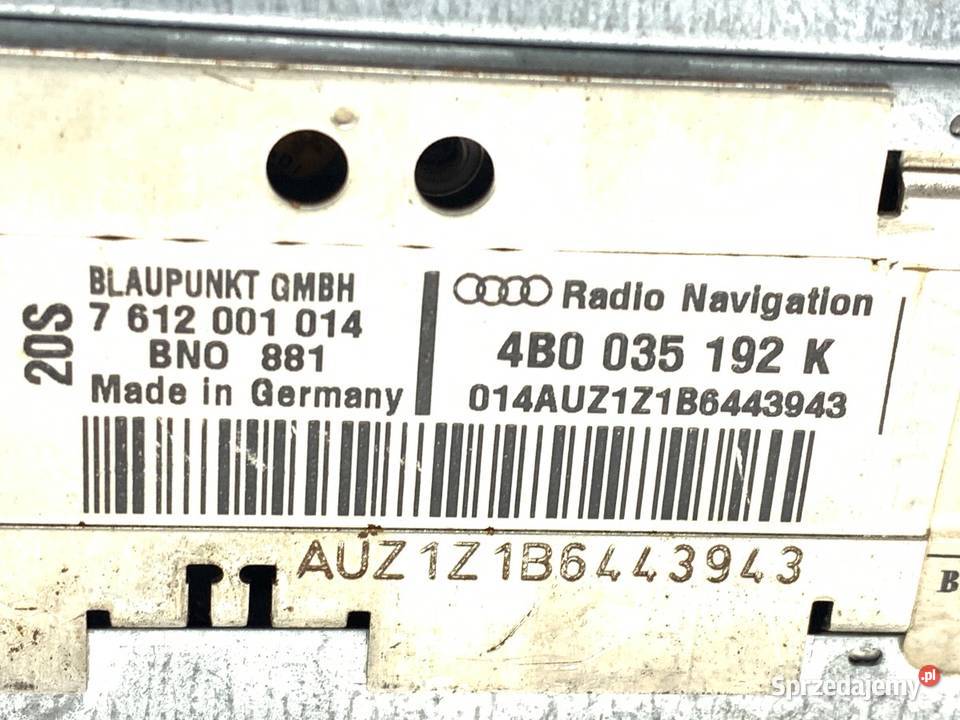 20S
BLAUPUNKT GMBH
7 612 001 014
BNO 881
Made in Germany
Radio Navigation
4B0 035 192 K
014AUZ1Z1B6443943
AUZ1Z1B6443943
B
Sprzedajemy.pl